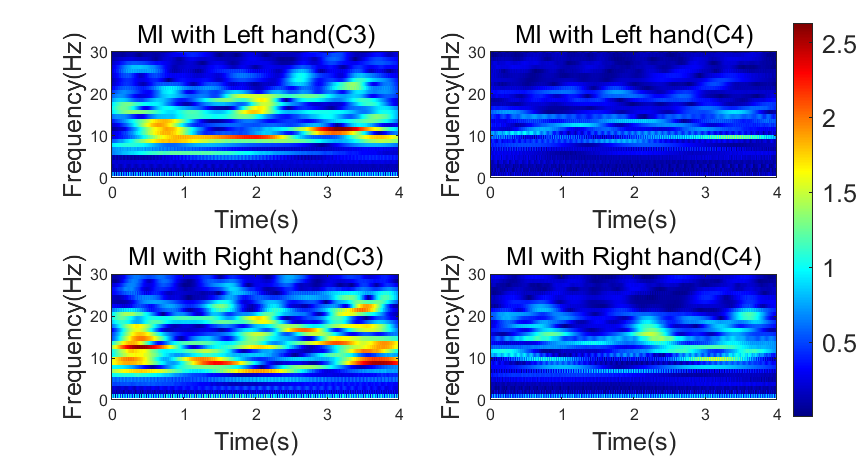 MI with Left hand(C3)
Frequency(Hz)
30
20
10
0
0 1 2 3 4
Time(s)
MI with Left hand(C4)
Frequency(Hz)
30
20
10
0
0 1 2 3 4
Time(s)
MI with Right hand(C3)
Frequency(Hz)
30
20
10
0
0 1 2 3 4
Time(s)
MI with Right hand(C4)
Frequency(Hz)
30
20
10
0
0 1 2 3 4
Time(s)
2.5
2
1.5
1
0.5